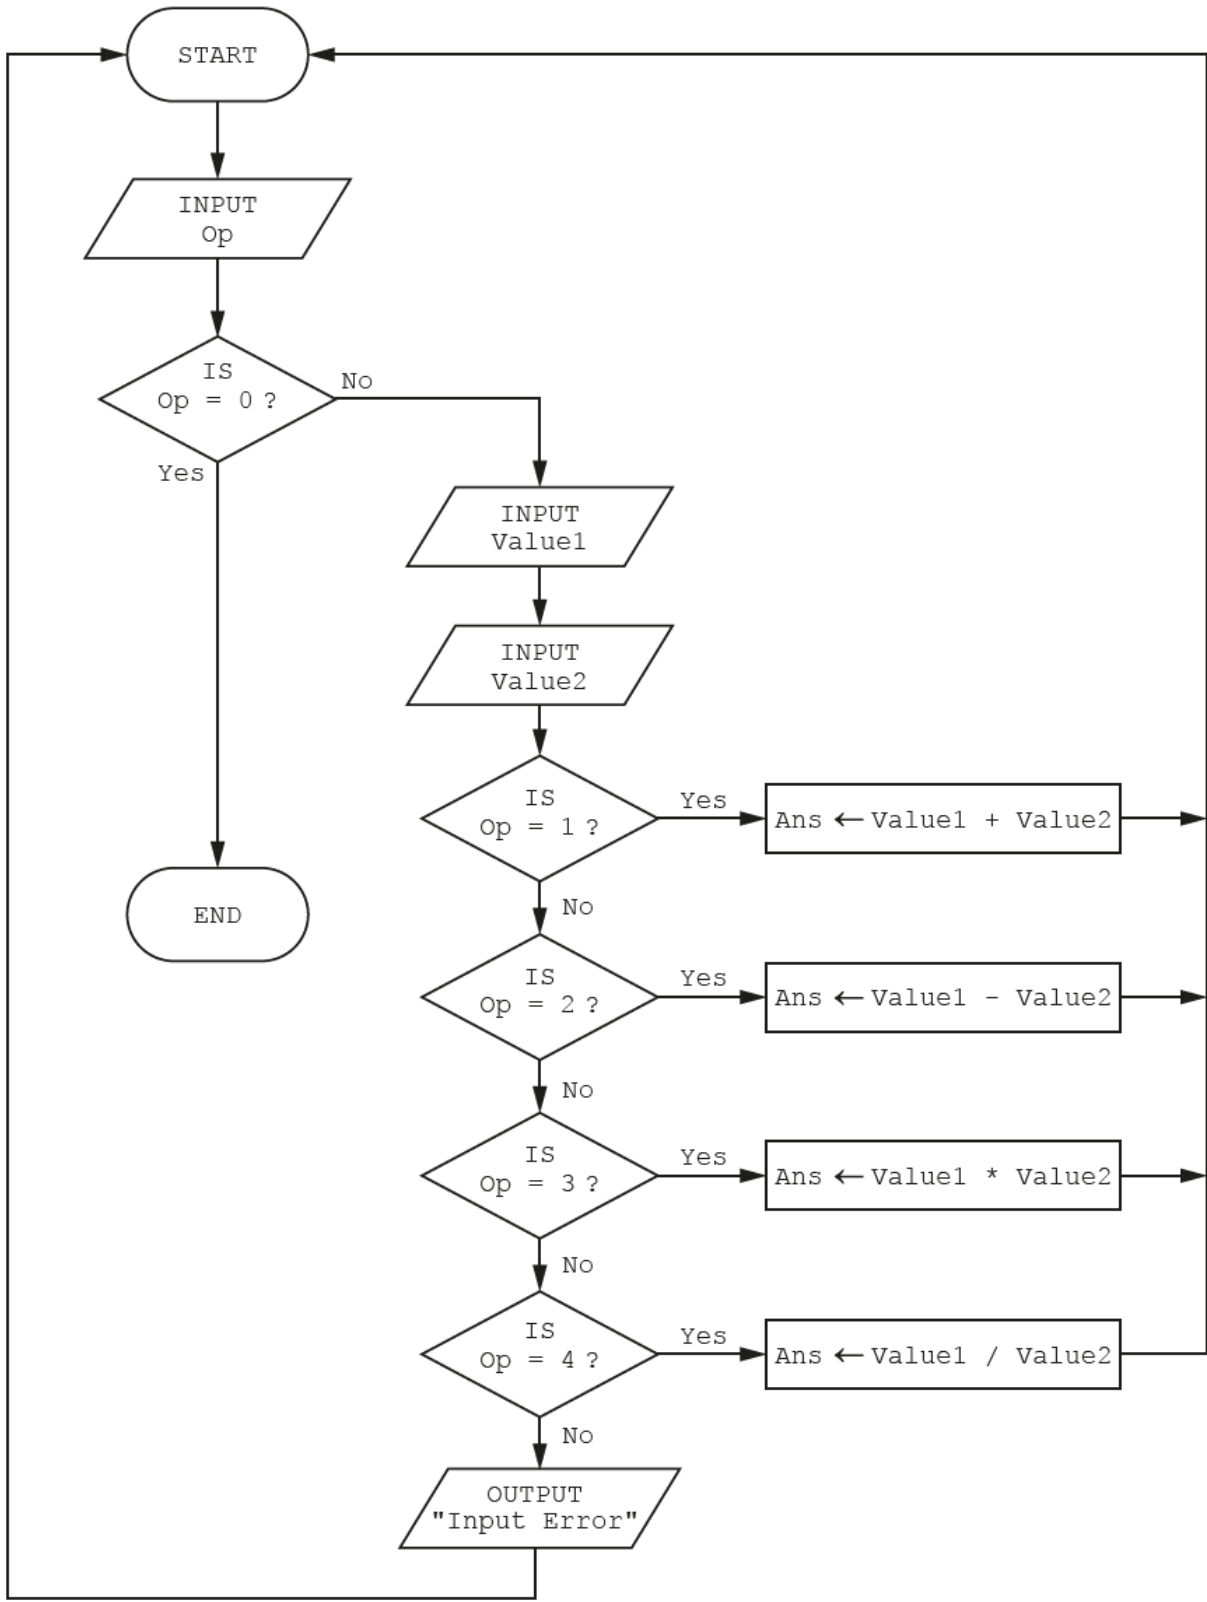 START
INPUT
Op
IS
Op = 0 ?
No
Yes
INPUT
Value1
INPUT
Value2
IS
Op = 1 ?
Yes
Ans ← Value1 + Value2
No
END
IS
Op = 2 ?
Yes
Ans ← Value1 - Value2
No
IS
Op = 3 ?
Yes
Ans ← Value1 * Value2
No
IS
Op = 4 ?
Yes
Ans ← Value1 / Value2
No
OUTPUT
"Input Error"